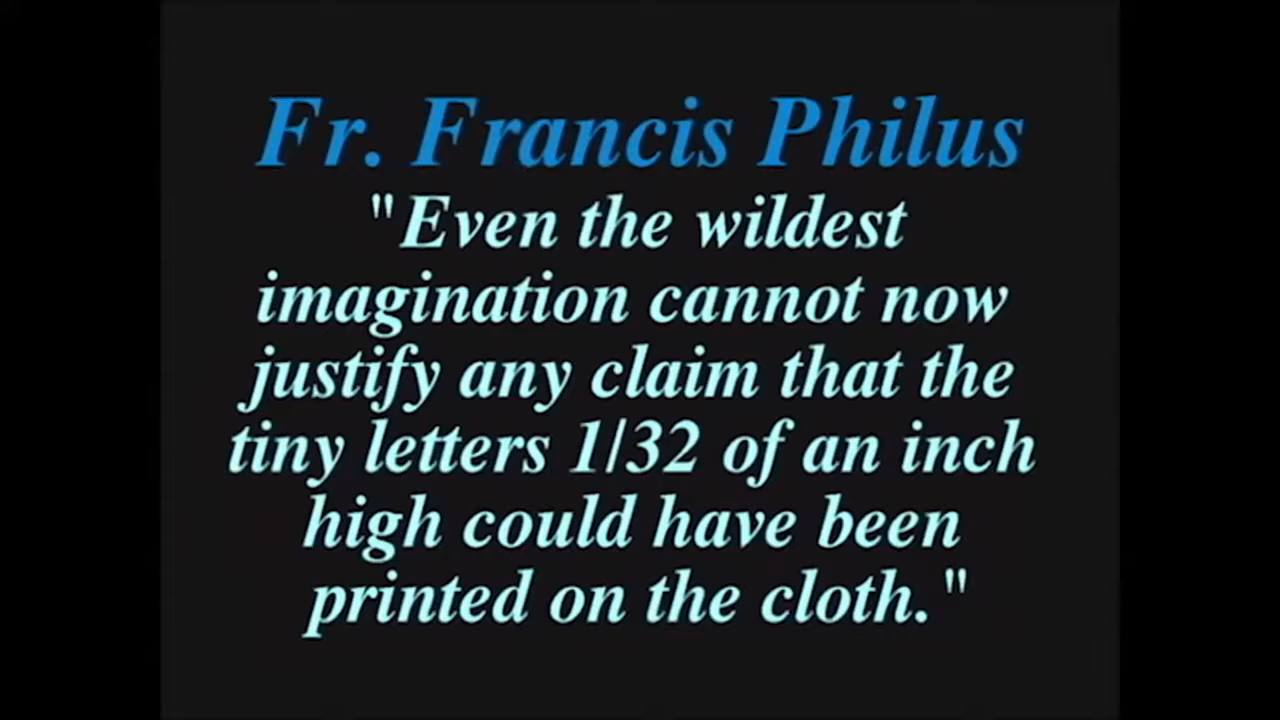 Fr. Francis Philus
"Even the wildest
imagination cannot now
justify any claim that the
tiny letters 1/32 of an inch
high could have been
printed on the cloth."